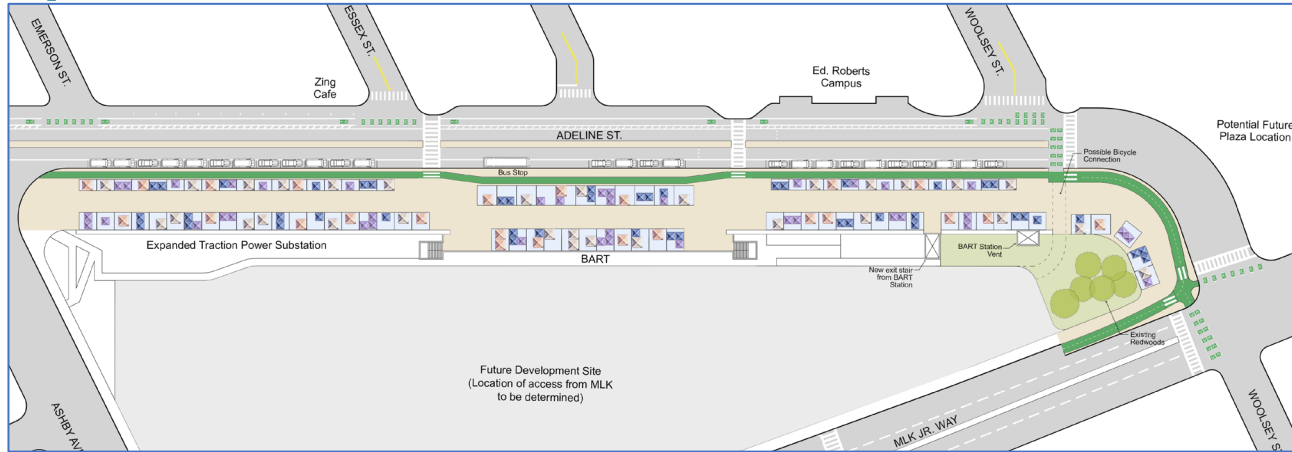 EMERSON ST.
ESSEX ST.
WOOLSEY ST.
Zing
Cafe
Ed. Roberts
Campus
ADELINE ST.
Potential Future
Plaza Location
Possible Bicycle
Connection
Bus Stop
Expanded Traction Power Substation
BART
BART Station
Vent
New exit stair
from BART
Station
Existing
Redwoods
Future Development Site
(Location of access from MLK
to be determined)
MLK JR. WAY
WOOLSEY ST